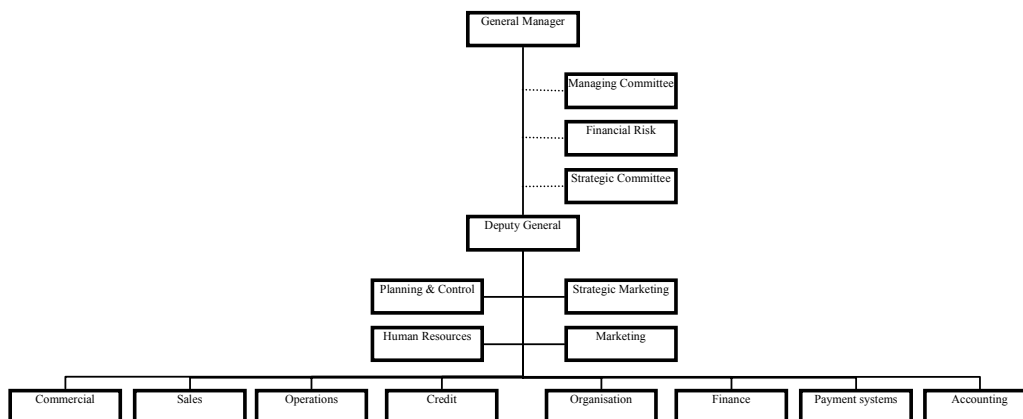 General Manager
Managing Committee
Financial Risk
Strategic Committee
Deputy General
Planning & Control
Strategic Marketing
Human Resources
Marketing
Commercial
Sales
Operations
Credit
Organisation
Finance
Payment systems
Accounting